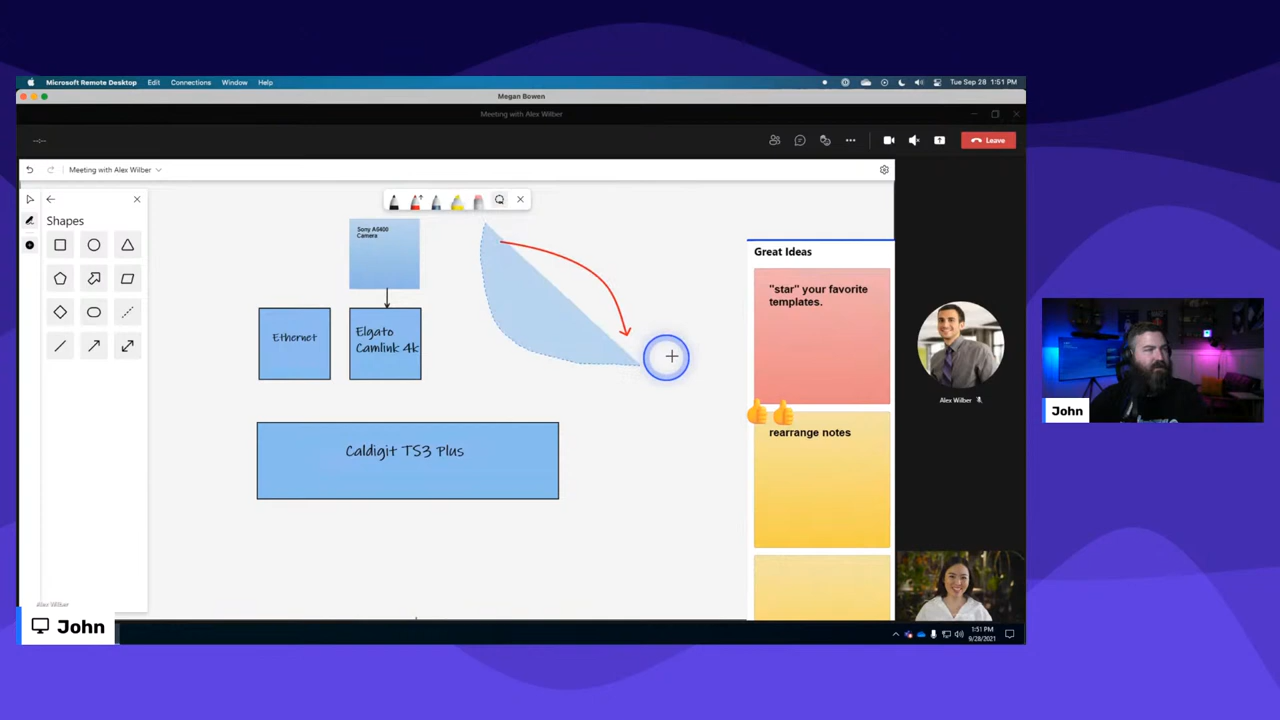 Microsoft Remote Desktop Edit Connections Window Help
Tue Sep 28 1:51 PM
Megan Bowen
Meeting with Alex Wilber
Leave
Meeting with Alex Wilber
Shapes
Sony A6400
Camera
Ethernet
Elgato
Camlink 4k
Caldigit TS3 Plus
Great Ideas
"star" your favorite
templates.
rearrange notes
Alex Wilber
John
Alex Wilber
John
1:51 PM
9/28/2021